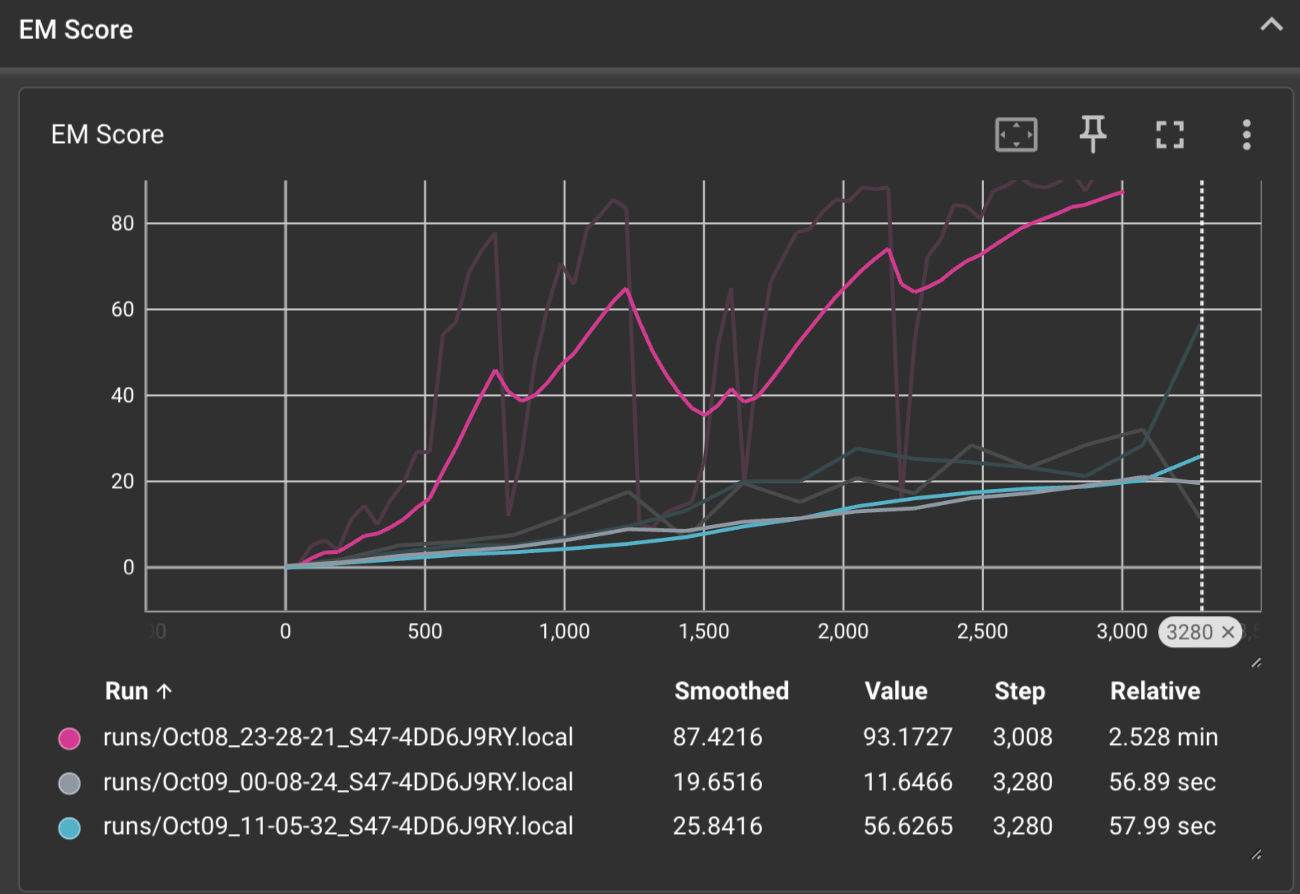 EM Score
EM Score
80
60
40
20
0
0 500 1,000 1,500 2,000 2,500 3,000 3280 ×
Run ↑ Smoothed Value Step Relative
runs/Oct08_23-28-21_S47-4DD6J9RY.local 87.4216 93.1727 3,008 2.528 min
runs/Oct09_00-08-24_S47-4DD6J9RY.local 19.6516 11.6466 3,280 56.89 sec
runs/Oct09_11-05-32_S47-4DD6J9RY.local 25.8416 56.6265 3,280 57.99 sec